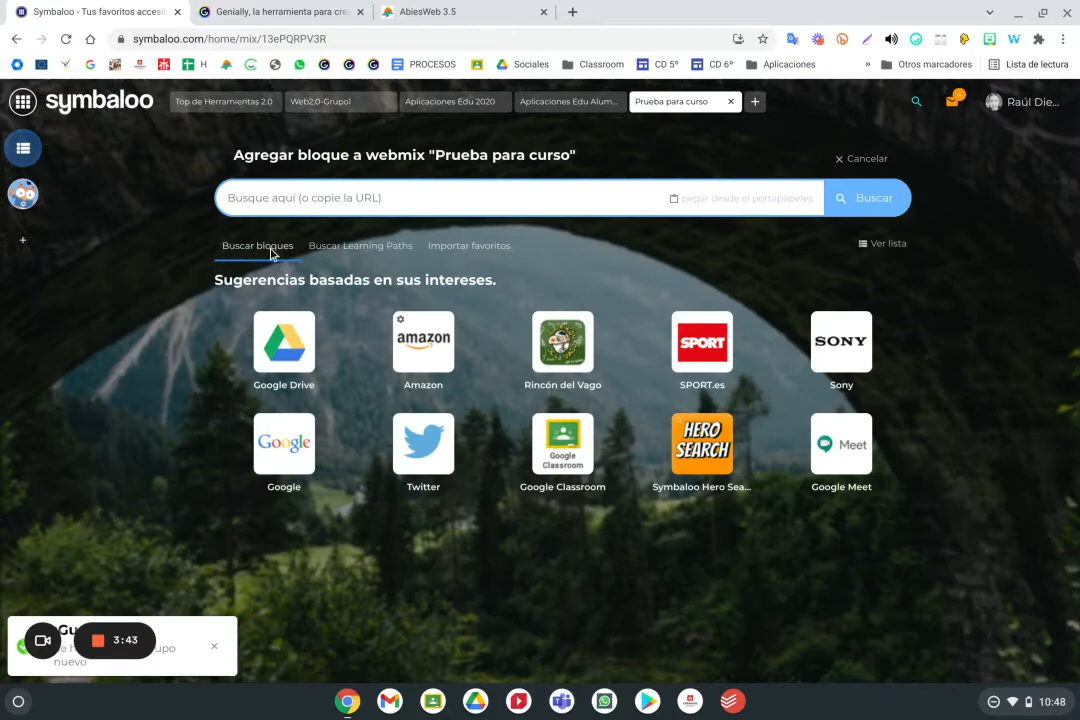 Symbaloo - Tus favoritos accesi
Genially, la herramienta para cre
AbiesWeb 3.5
symbaloo.com/home/mix/13ePQRPV3R
H
PROCESOS
Sociales
Classroom
CD 5º
CD 6º
Aplicaciones
»
Otros marcadores
Lista de lectura
symbaloo
Top de Herramientas 2.0
Web2.0-Grupo1
Aplicaciones Edu 2020
Aplicaciones Edu Alum...
Prueba para curso
Raúl Die...
Agregar bloque a webmix "Prueba para curso"
Cancelar
Busque aquí (o copie la URL)
pegar desde el portapapeles
Buscar
Buscar bloques
Buscar Learning Paths
Importar favoritos
Ver lista
Sugerencias basadas en sus intereses.
amazon
SPORT
SONY
Google Drive
Amazon
Rincón del Vago
SPORT.es
Sony
Google
Google Classroom
HERO SEARCH
Meet
Google
Twitter
Google Classroom
Symbaloo Hero Sea...
Google Meet
Gu
3:43
upo
nuevo
10:48